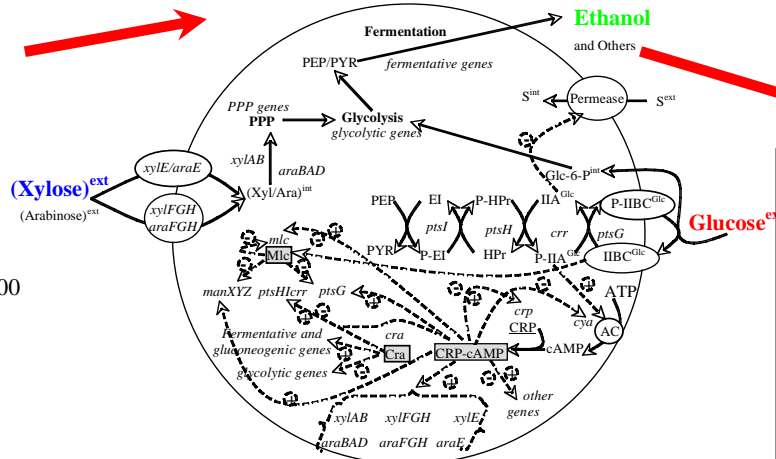 Ethanol
Fermentation
and Others
PEP/PYR
fermentative genes
Permease
S^int
S^ext
PPP genes
PPP
Glycolysis
glycolytic genes
xylE/araE
xylAB
araBAD
Glc-6-P^int
(Xylose)^ext
(Xyl/Ara)^int
(Arabinose)^ext
xylFGH
araFGH
PEP
EI
P-HPr
IIA^Glc
P-IIBC^Glc
ptsI
ptsH
crr
ptsG
Glucose^ex
PYR
P-EI
HPr
P-IIA^Glc
IIBC^Glc
mlc
Mlc
00
manXYZ
ptsHIcrr
ptsG
crp
ATP
CRP
cya
AC
Fermentative and
gluconeogenic genes
cra
Cra
CRP-cAMP
cAMP
glycolytic genes
other
genes
xylAB
xylFGH
xylE
araBAD
araFGH
araE